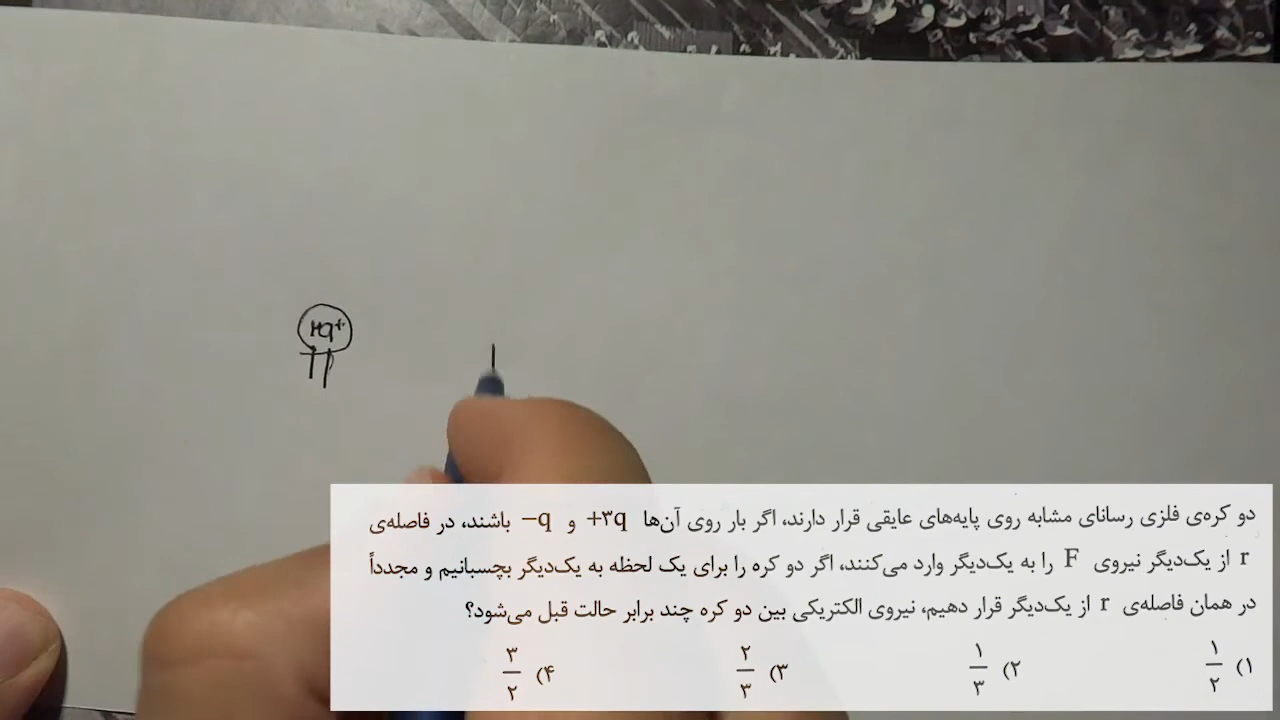 ۳q+
دو کره‌ی فلزی رسانای مشابه روی پایه‌های عایقی قرار دارند، اگر بار روی آن‌ها +۳q و −q باشند، در فاصله‌ی
r از یک‌دیگر نیروی F را به یک‌دیگر وارد می‌کنند، اگر دو کره را برای یک لحظه به یک‌دیگر بچسبانیم و مجدداً
در همان فاصله‌ی r از یک‌دیگر قرار دهیم، نیروی الکتریکی بین دو کره چند برابر حالت قبل می‌شود؟
۱) ۱/۲ ۲) ۱/۳ ۳) ۲/۳ ۴) ۳/۲